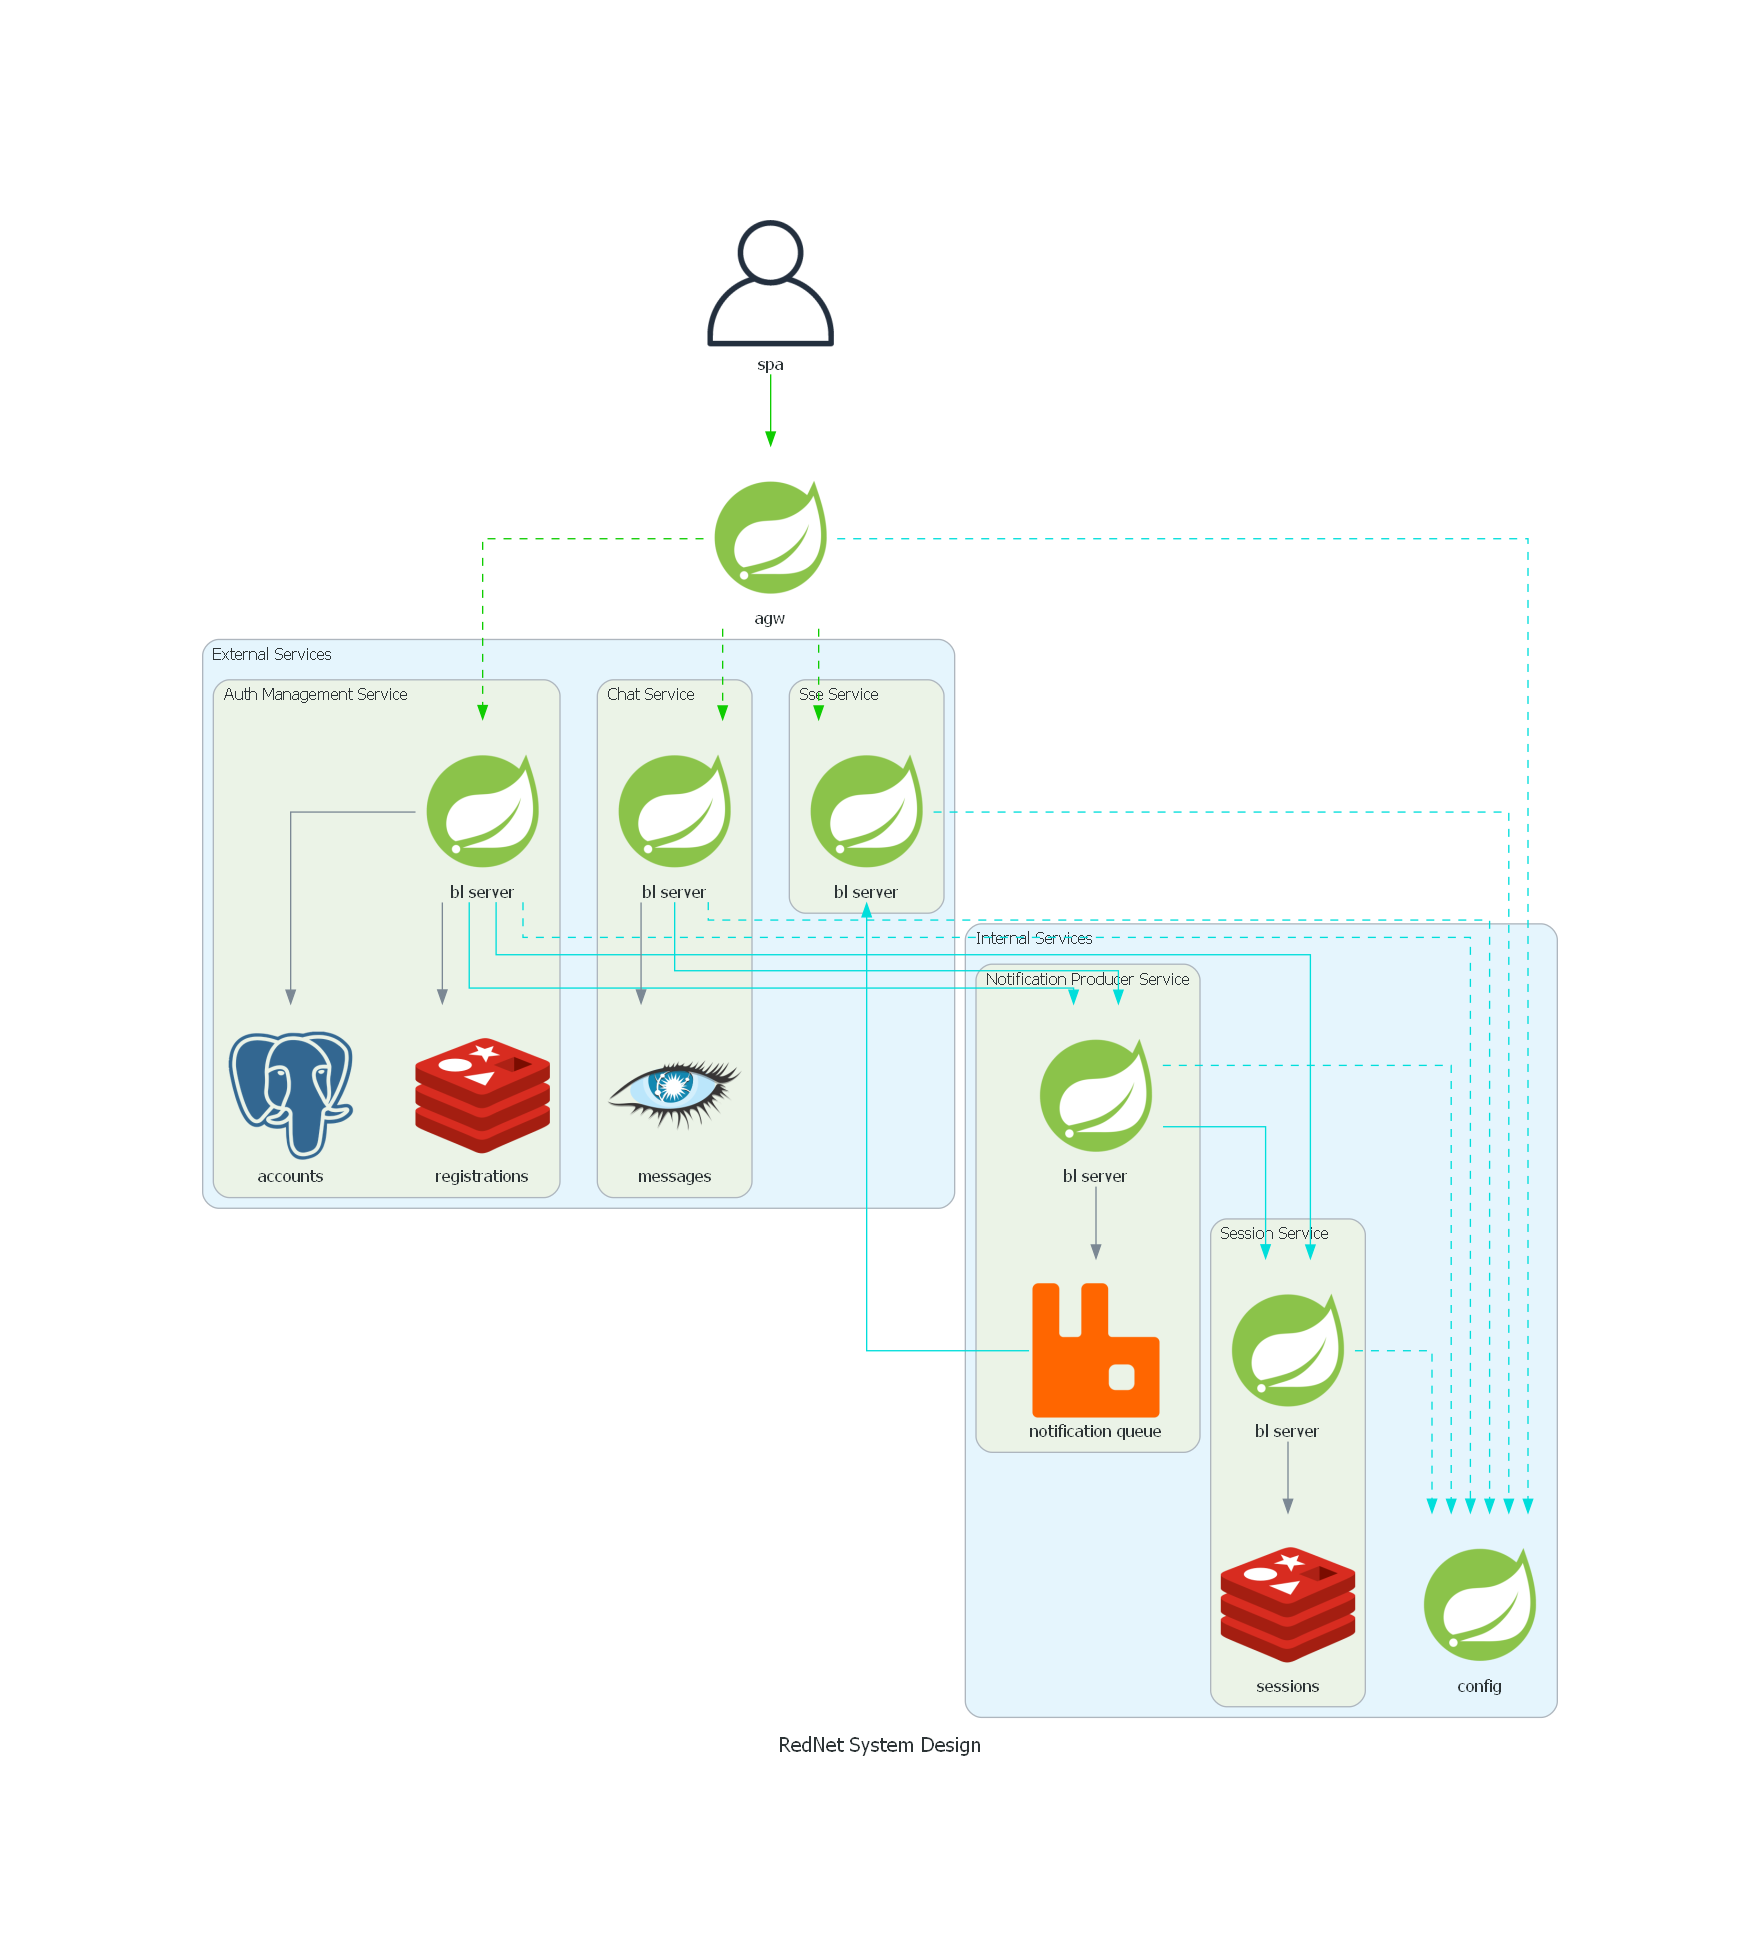 spa
agw
External Services
Auth Management Service
Chat Service
Sse Service
bl server
bl server
bl server
Internal Services
Notification Producer Service
accounts
registrations
messages
bl server
Session Service
notification queue
bl server
sessions
config
RedNet System Design